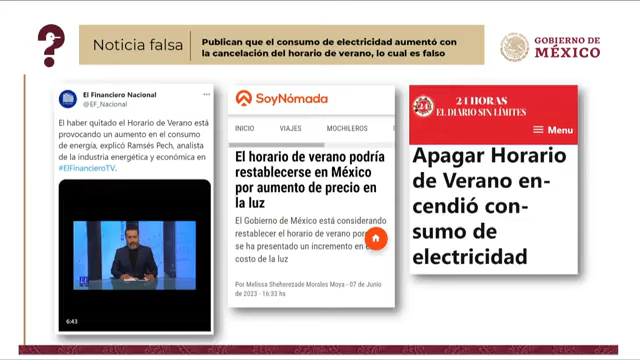 Noticia falsa
Publican que el consumo de electricidad aumentó con
la cancelación del horario de verano, lo cual es falso
GOBIERNO DE
MÉXICO
El Financiero Nacional
@EF_Nacional
El haber quitado el Horario de Verano está
provocando un aumento en el consumo
de energía, explicó Ramsés Pech, analista
de la industria energética y económica en
#ElFinancieroTV.
6:43
SoyNómada
INICIO VIAJES MOCHILEROS
El horario de verano podría
restablecerse en México
por aumento de precio en
la luz
El Gobierno de México está considerando
restablecer el horario de verano
se ha presentado un incremento en
costo de la luz
Por Melissa Sheherezade Morales Moya - 07 de Junio
de 2023 - 16:33 hs
24 HORAS
EL DIARIO SIN LÍMITES
Menu
Apagar Horario
de Verano en-
cendió con-
sumo de
electricidad